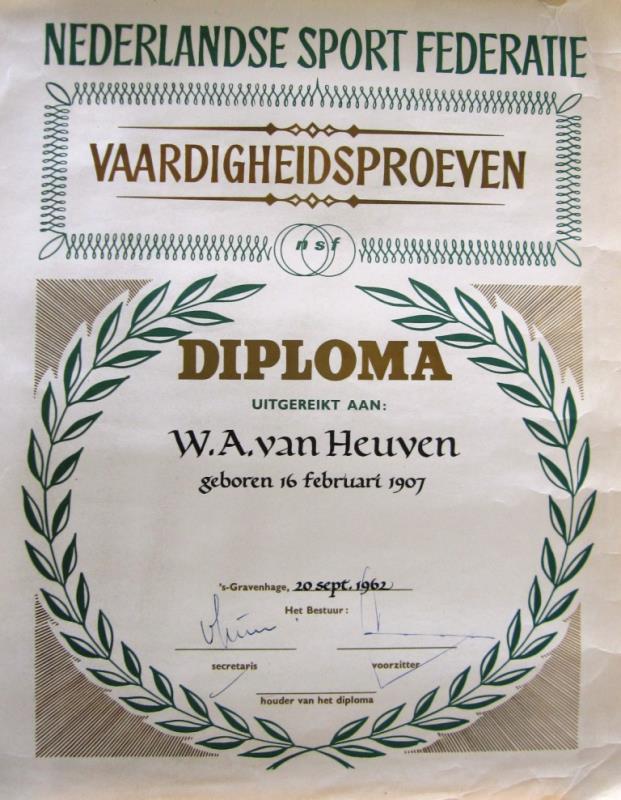 NEDERLANDSE SPORT FEDERATIE
VAARDIGHEIDSPROEVEN
nsf
DIPLOMA
UITGEREIKT AAN:
W.A. van Heuven
geboren 16 februari 1907
's-Gravenhage, 20 sept. 1962
Het Bestuur:
secretaris voorzitter
houder van het diploma